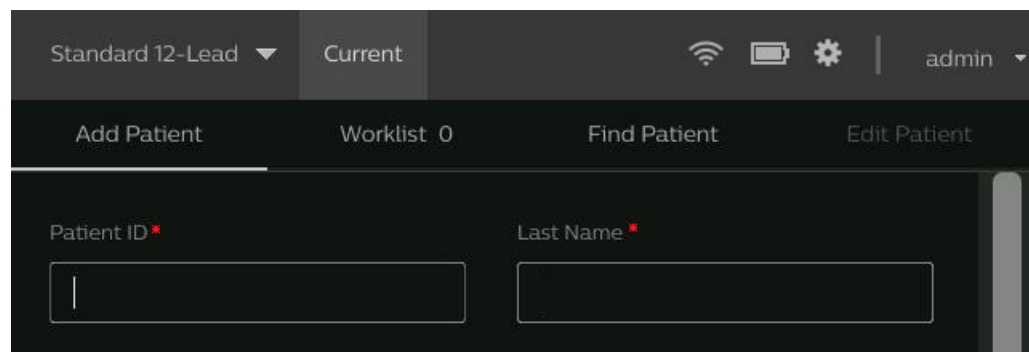 Standard 12-Lead Current admin
Add Patient Worklist 0 Find Patient Edit Patient
Patient ID* Last Name*